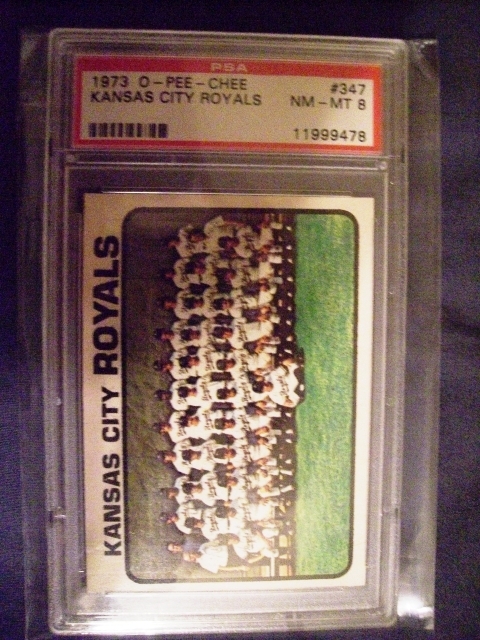 PSA
1973 O-PEE-CHEE #347
KANSAS CITY ROYALS NM-MT 8
11999478
KANSAS CITY ROYALS